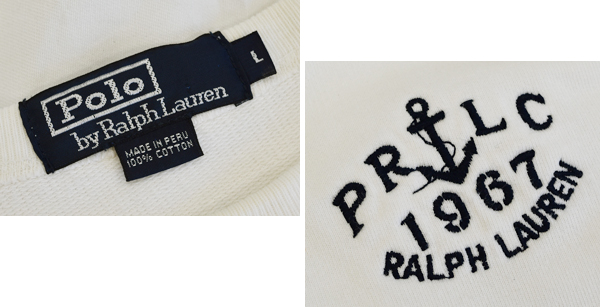 Polo
by Ralph Lauren
L
MADE IN PERU
100% COTTON
PRLC
1967
RALPH LAUREN